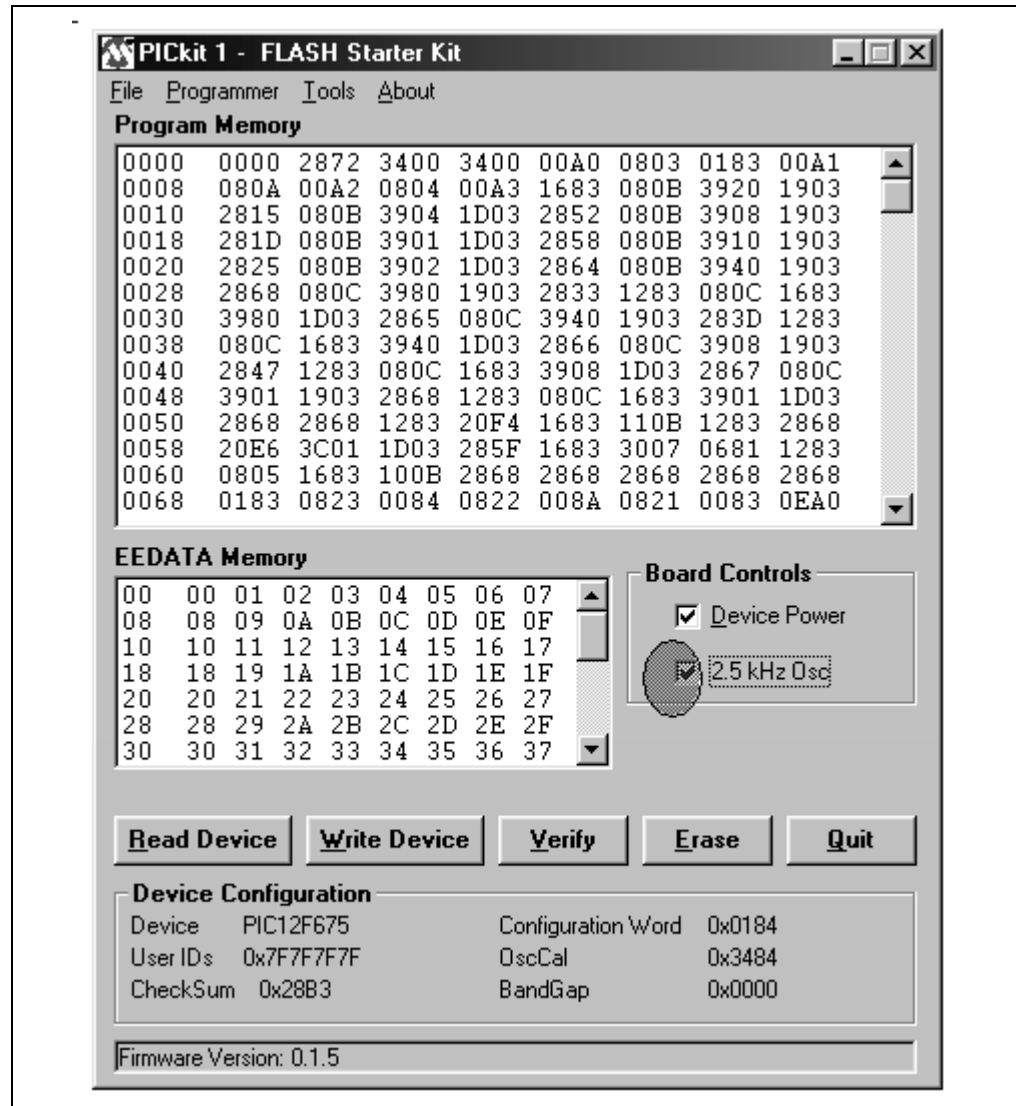 PICkit 1 - FLASH Starter Kit
File Programmer Tools About
Program Memory
0000 0000 2872 3400 3400 00A0 0803 0183 00A1
0008 080A 00A2 0804 00A3 1683 080B 3920 1903
0010 2815 080B 3904 1D03 2852 080B 3908 1903
0018 281D 080B 3901 1D03 2858 080B 3910 1903
0020 2825 080B 3902 1D03 2864 080B 3940 1903
0028 2868 080C 3980 1903 2833 1283 080C 1683
0030 3980 1D03 2865 080C 3940 1903 283D 1283
0038 080C 1683 3940 1D03 2866 080C 3908 1903
0040 2847 1283 080C 1683 3908 1D03 2867 080C
0048 3901 1903 2868 1283 080C 1683 3901 1D03
0050 2868 2868 1283 20F4 1683 110B 1283 2868
0058 20E6 3C01 1D03 285F 1683 3007 0681 1283
0060 0805 1683 100B 2868 2868 2868 2868 2868
0068 0183 0823 0084 0822 008A 0821 0083 0EA0
EEDATA Memory
00 00 01 02 03 04 05 06 07
08 08 09 0A 0B 0C 0D 0E 0F
10 10 11 12 13 14 15 16 17
18 18 19 1A 1B 1C 1D 1E 1F
20 20 21 22 23 24 25 26 27
28 28 29 2A 2B 2C 2D 2E 2F
30 30 31 32 33 34 35 36 37
Board Controls
Device Power
2.5 kHz Osc
Read Device Write Device Verify Erase Quit
Device Configuration
Device PIC12F675 Configuration Word 0x0184
User IDs 0x7F7F7F7F OscCal 0x3484
CheckSum 0x28B3 BandGap 0x0000
Firmware Version: 0.1.5